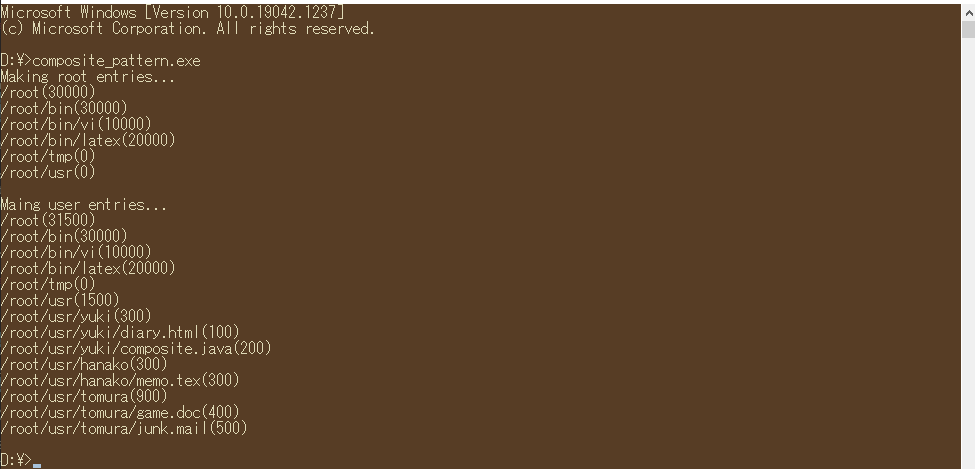 Microsoft Windows [Version 10.0.19042.1237]
(c) Microsoft Corporation. All rights reserved.
D:¥>composite_pattern.exe
Making root entries...
/root(30000)
/root/bin(30000)
/root/bin/vi(10000)
/root/bin/latex(20000)
/root/tmp(0)
/root/usr(0)
Maing user entries...
/root(31500)
/root/bin(30000)
/root/bin/vi(10000)
/root/bin/latex(20000)
/root/tmp(0)
/root/usr(1500)
/root/usr/yuki(300)
/root/usr/yuki/diary.html(100)
/root/usr/yuki/composite.java(200)
/root/usr/hanako(300)
/root/usr/hanako/memo.tex(300)
/root/usr/tomura(900)
/root/usr/tomura/game.doc(400)
/root/usr/tomura/junk.mail(500)
D:¥>